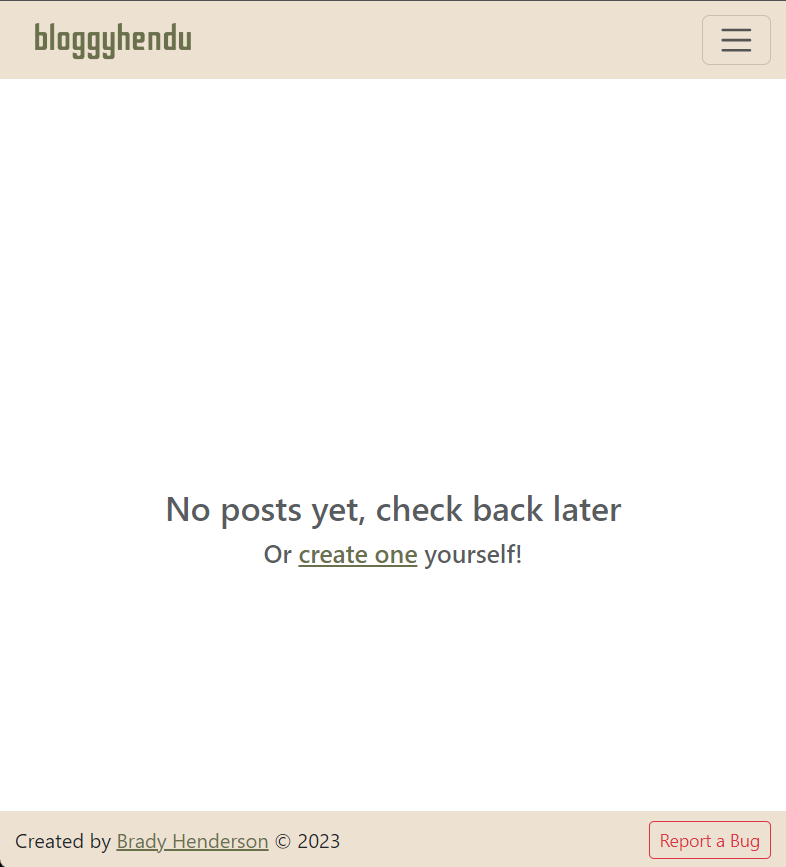 bloggyhendu
No posts yet, check back later
Or create one yourself!
Created by Brady Henderson © 2023
Report a Bug